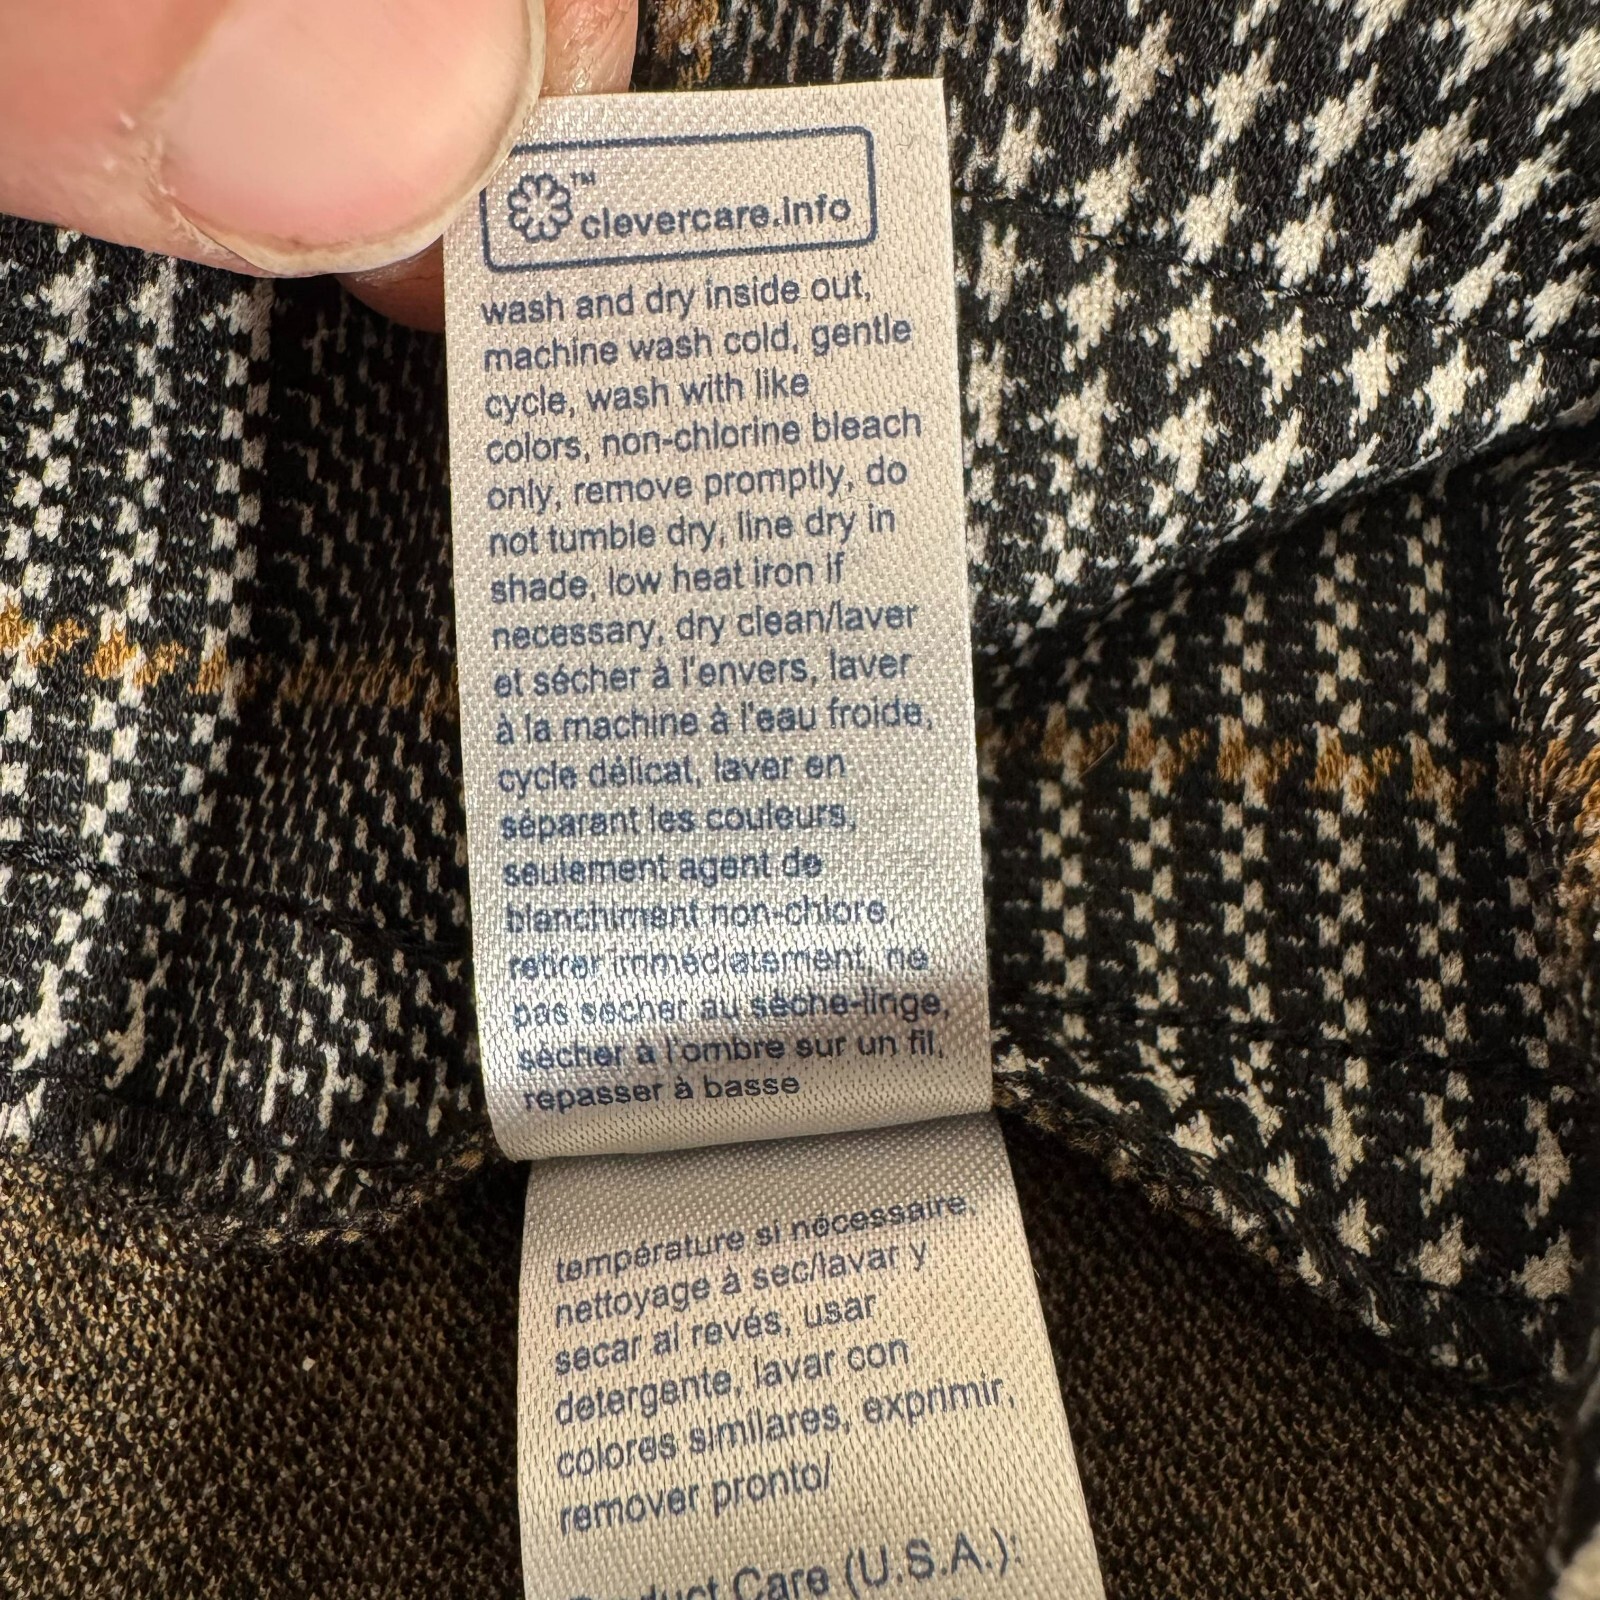 ™
clevercare.info
wash and dry inside out,
machine wash cold, gentle
cycle, wash with like
colors, non-chlorine bleach
only, remove promptly, do
not tumble dry, line dry in
shade, low heat iron if
necessary, dry clean/laver
et sécher à l'envers, laver
à la machine à l'eau froide,
cycle délicat, laver en
séparant les couleurs,
seulement agent de
blanchiment non-chlore,
retirer immédiatement, ne
pas sécher au sèche-linge,
sécher à l'ombre sur un fil,
repasser à basse
température si nécessaire,
nettoyage à sec/lavar y
secar al revés, usar
detergente, lavar con
colores similares, exprimir,
remover pronto/
Care (U.S.A.):